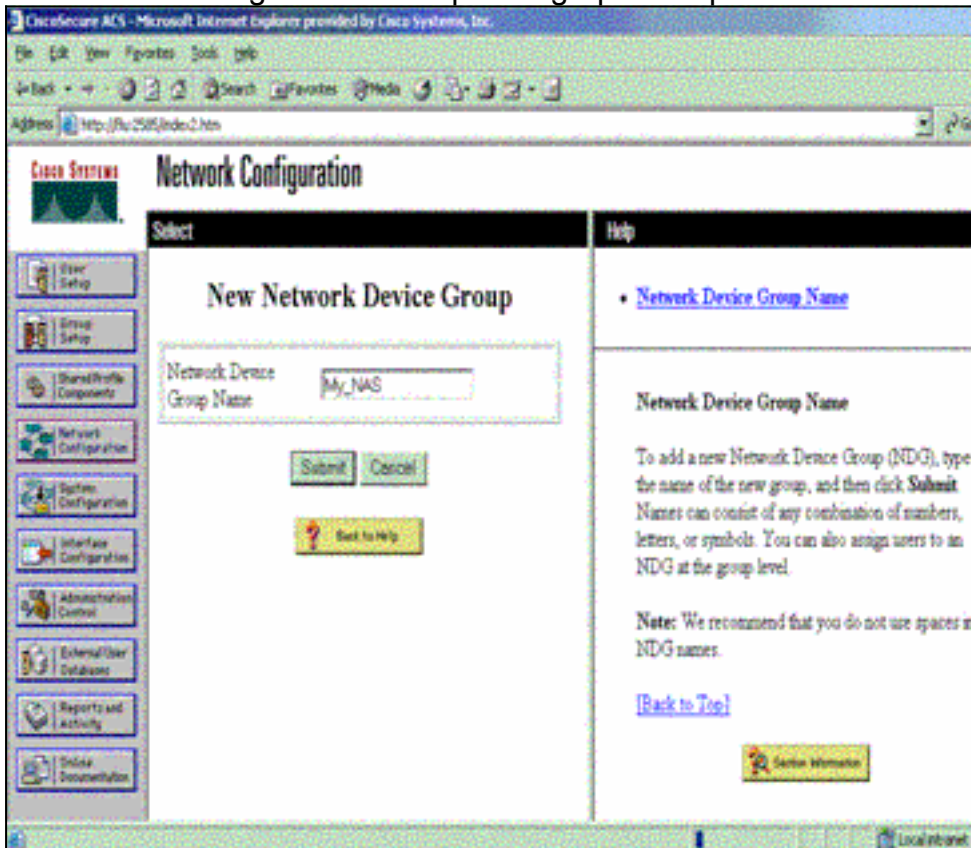 CiscoSecure ACS - Microsoft Internet Explorer provided by Cisco Systems, Inc.
File Edit View Favorites Tools Help
Back Search Favorites Media
Address
CISCO SYSTEMS
Network Configuration
Select
New Network Device Group
Network Device
Group Name
My_NAS
Submit Cancel
Back to Help
User
Setup
Group
Setup
Shared Profile
Components
Network
Configuration
System
Configuration
Interface
Configuration
Administration
Control
External User
Databases
Reports and
Activity
Online
Documentation
Help
• Network Device Group Name
Network Device Group Name
To add a new Network Device Group (NDG), type
the name of the new group, and then click Submit.
Names can consist of any combination of numbers,
letters, or symbols. You can also assign users to an
NDG at the group level.
Note: We recommend that you do not use spaces in
NDG names.
[Back to Top]
Section Information
Local intranet